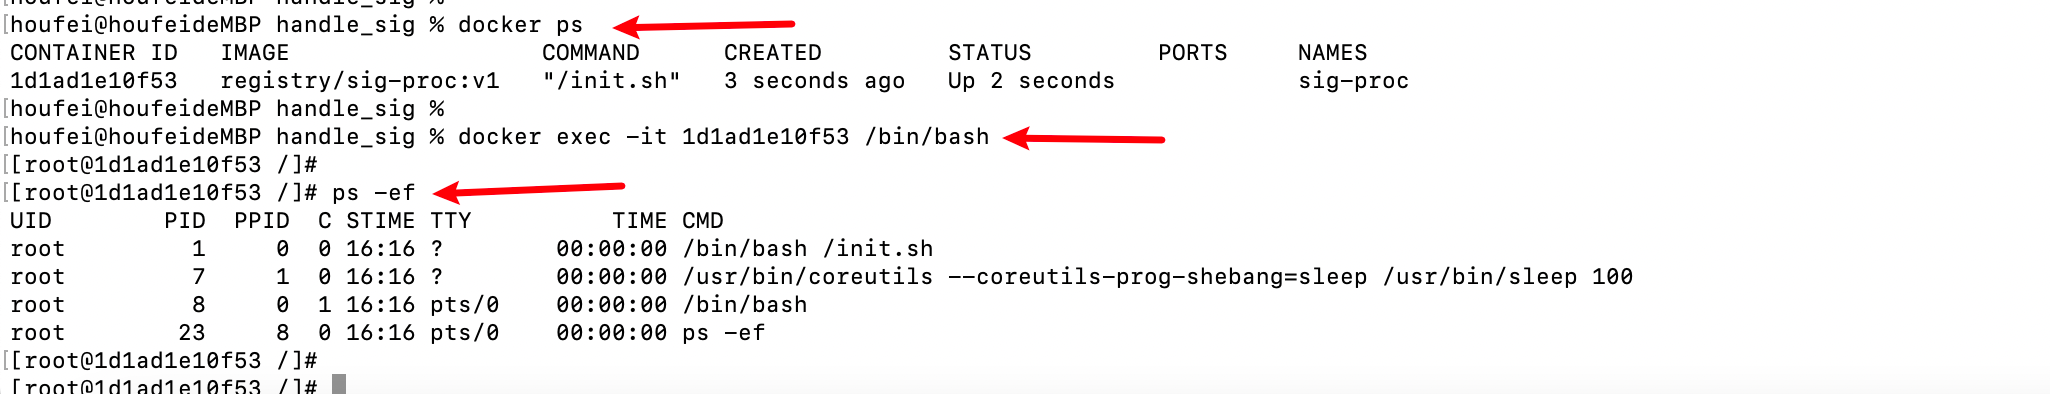 [houfei@houfeideMBP handle_sig %
[houfei@houfeideMBP handle_sig % docker ps
CONTAINER ID   IMAGE                  COMMAND      CREATED         STATUS         PORTS     NAMES
1d1ad1e10f53   registry/sig-proc:v1   "/init.sh"   3 seconds ago   Up 2 seconds             sig-proc
[houfei@houfeideMBP handle_sig %
[houfei@houfeideMBP handle_sig % docker exec -it 1d1ad1e10f53 /bin/bash
[[root@1d1ad1e10f53 /]#
[[root@1d1ad1e10f53 /]# ps -ef
UID        PID  PPID  C STIME TTY          TIME CMD
root         1     0  0 16:16 ?        00:00:00 /bin/bash /init.sh
root         7     1  0 16:16 ?        00:00:00 /usr/bin/coreutils --coreutils-prog-shebang=sleep /usr/bin/sleep 100
root         8     0  1 16:16 pts/0    00:00:00 /bin/bash
root        23     8  0 16:16 pts/0    00:00:00 ps -ef
[[root@1d1ad1e10f53 /]#
[root@1d1ad1e10f53 /]#